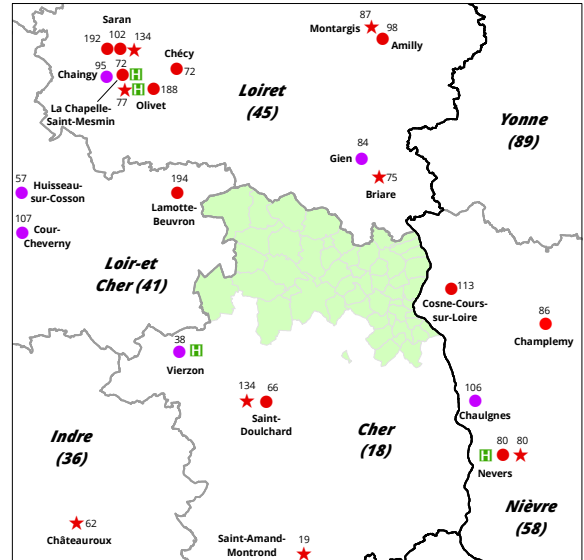 Saran
192
102
134
Chécy
72
95
Chaingy
72
H
La Chapelle-
Saint-Mesmin
77
H
188
Olivet
Loiret
(45)
87
Montargis
98
Amilly
Yonne
(89)
84
Gien
75
Briare
57
Huisseau-
sur-Cosson
107
Cour-
Cheverny
194
Lamotte-
Beuvron
Loir-et
Cher (41)
113
Cosne-Cours-
sur-Loire
86
Champlemy
38
H
Vierzon
134
66
Saint-
Doulchard
Cher
(18)
106
Chaulgnes
Indre
(36)
H
80
80
Nevers
Nièvre
(58)
62
Châteauroux
Saint-Amand-
Montrond
19